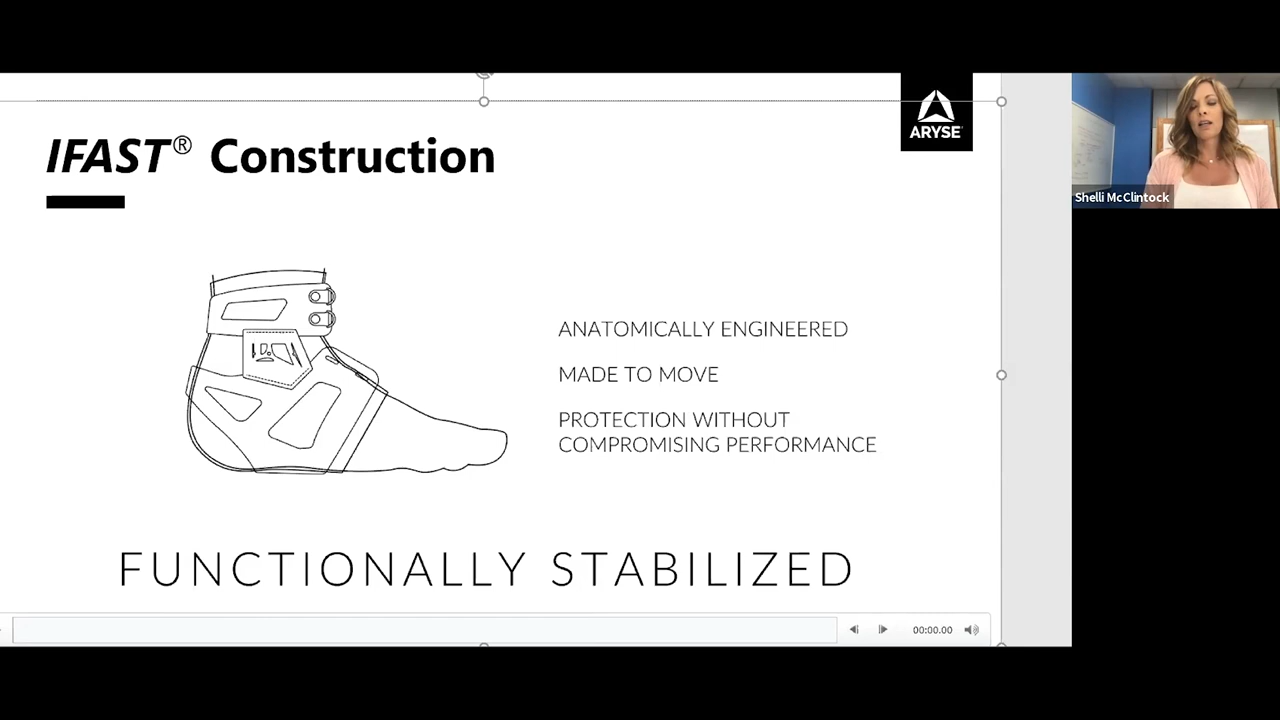 IFAST® Construction
ARYSE
ANATOMICALLY ENGINEERED
MADE TO MOVE
PROTECTION WITHOUT
COMPROMISING PERFORMANCE
FUNCTIONALLY STABILIZED
00:00.00
Shelli McClintock